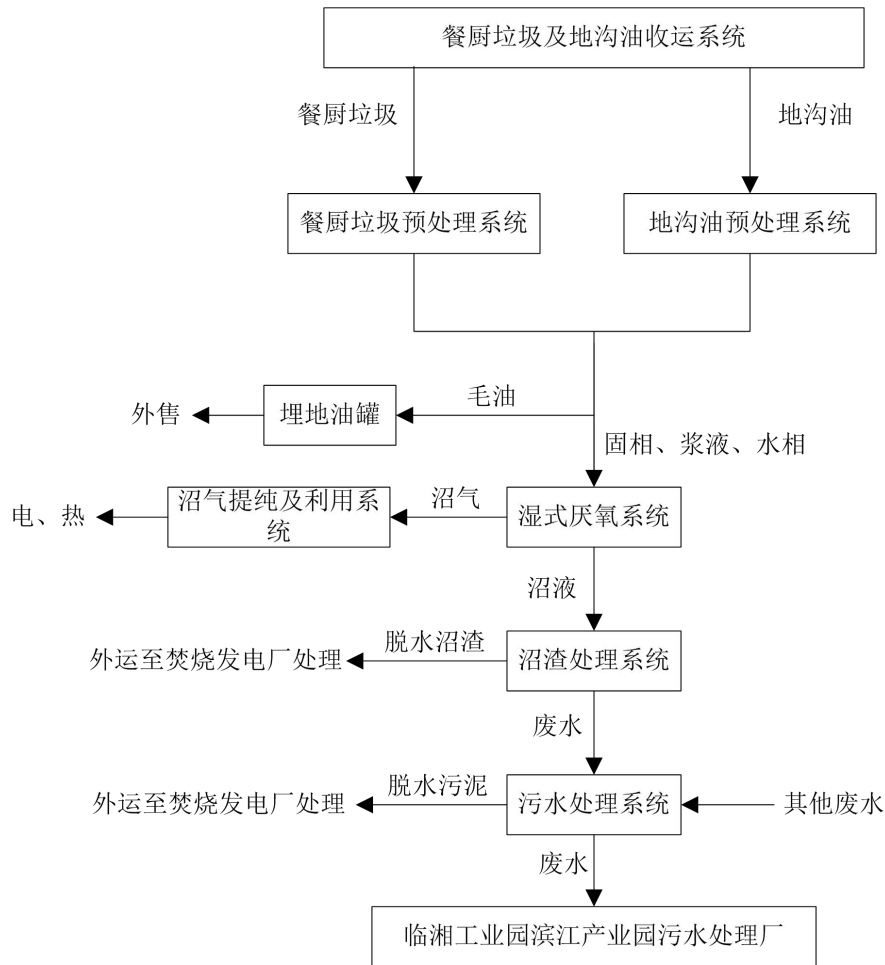 餐厨垃圾及地沟油收运系统
餐厨垃圾
地沟油
餐厨垃圾预处理系统
地沟油预处理系统
毛油
外售
埋地油罐
固相、浆液、水相
沼气提纯及利用系
统
沼气
湿式厌氧系统
电、热
沼液
脱水沼渣
外运至焚烧发电厂处理
沼渣处理系统
废水
脱水污泥
外运至焚烧发电厂处理
污水处理系统
其他废水
废水
临湘工业园滨江产业园污水处理厂